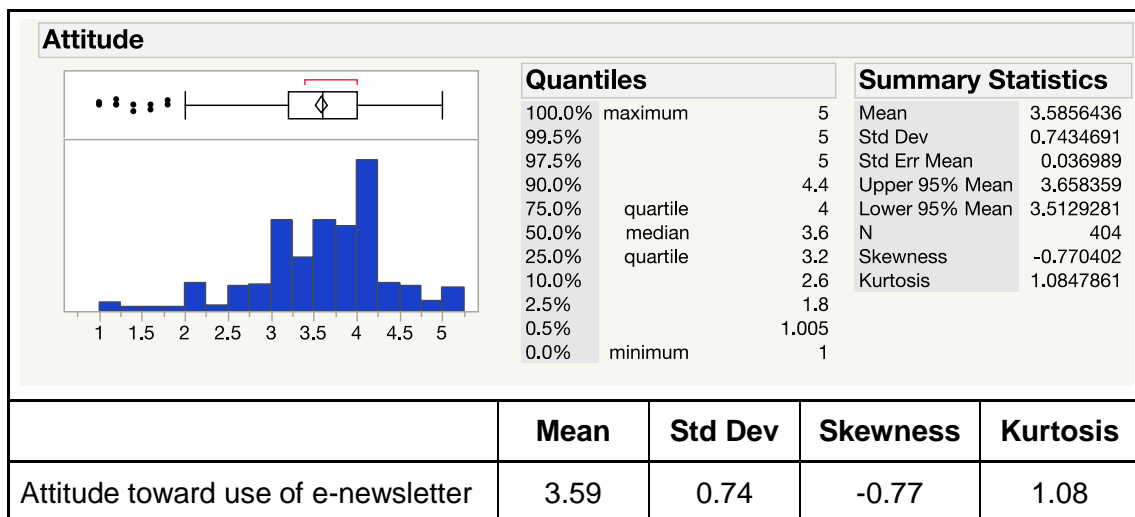 Attitude
1 1.5 2 2.5 3 3.5 4 4.5 5
Quantiles
100.0% maximum 5
99.5% 5
97.5% 5
90.0% 4.4
75.0% quartile 4
50.0% median 3.6
25.0% quartile 3.2
10.0% 2.6
2.5% 1.8
0.5% 1.005
0.0% minimum 1
Summary Statistics
Mean 3.5856436
Std Dev 0.7434691
Std Err Mean 0.036989
Upper 95% Mean 3.658359
Lower 95% Mean 3.5129281
N 404
Skewness -0.770402
Kurtosis 1.0847861
Mean Std Dev Skewness Kurtosis
Attitude toward use of e-newsletter 3.59 0.74 -0.77 1.08